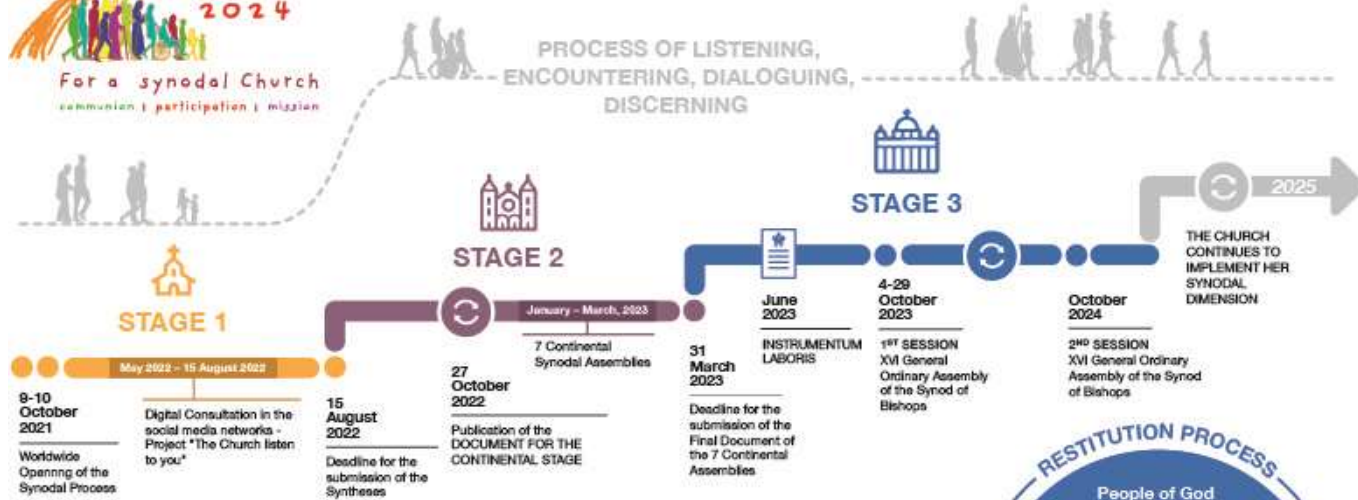 2024
For a synodal Church
communion | participation | mission
PROCESS OF LISTENING,
ENCOUNTERING, DIALOGUING,
DISCERNING
STAGE 1
May 2022 – 15 August 2022
9-10
October
2021
Worldwide
Openning of the
Synodal Process
Digital Consultation in the
social media networks -
Project "The Church listen
to you"
15
August
2022
Deadline for the
submission of the
Syntheses
STAGE 2
January – March, 2023
27
October
2022
Publication of the
DOCUMENT FOR THE
CONTINENTAL STAGE
7 Continental
Synodal Assemblies
31
March
2023
Deadline for the
submission of the
Final Document of
the 7 Continental
Assemblies
STAGE 3
June
2023
INSTRUMENTUM
LABORIS
4-29
October
2023
1ST SESSION
XVI General
Ordinary Assembly
of the Synod of
Bishops
October
2024
2ND SESSION
XVI General Ordinary
Assembly of the Synod
of Bishops
2025
THE CHURCH
CONTINUES TO
IMPLEMENT HER
SYNODAL
DIMENSION
RESTITUTION PROCESS
People of God